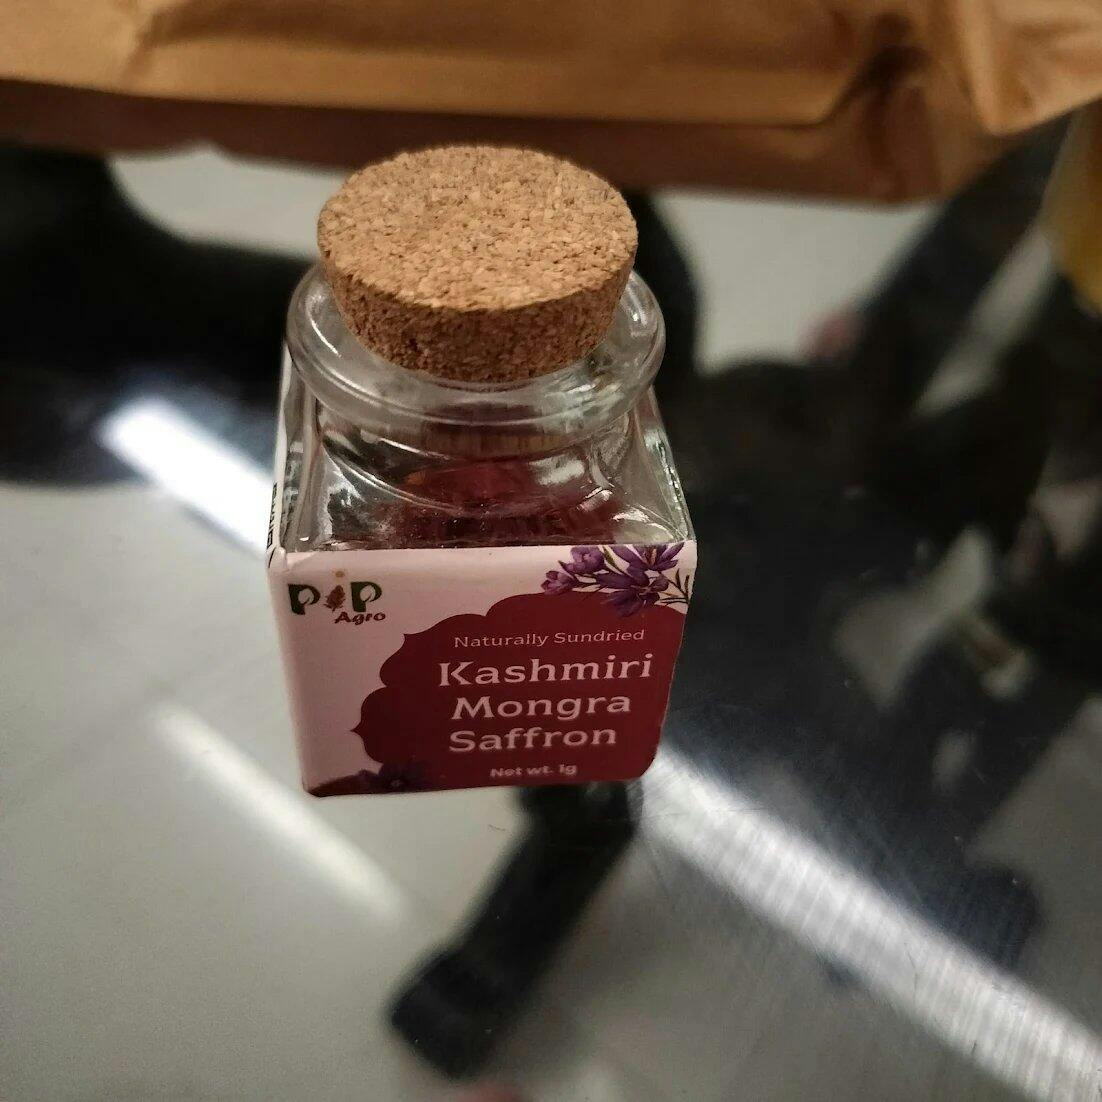 PiP
Agro
Naturally Sundried
Kashmiri
Mongra
Saffron
Net wt. 1g